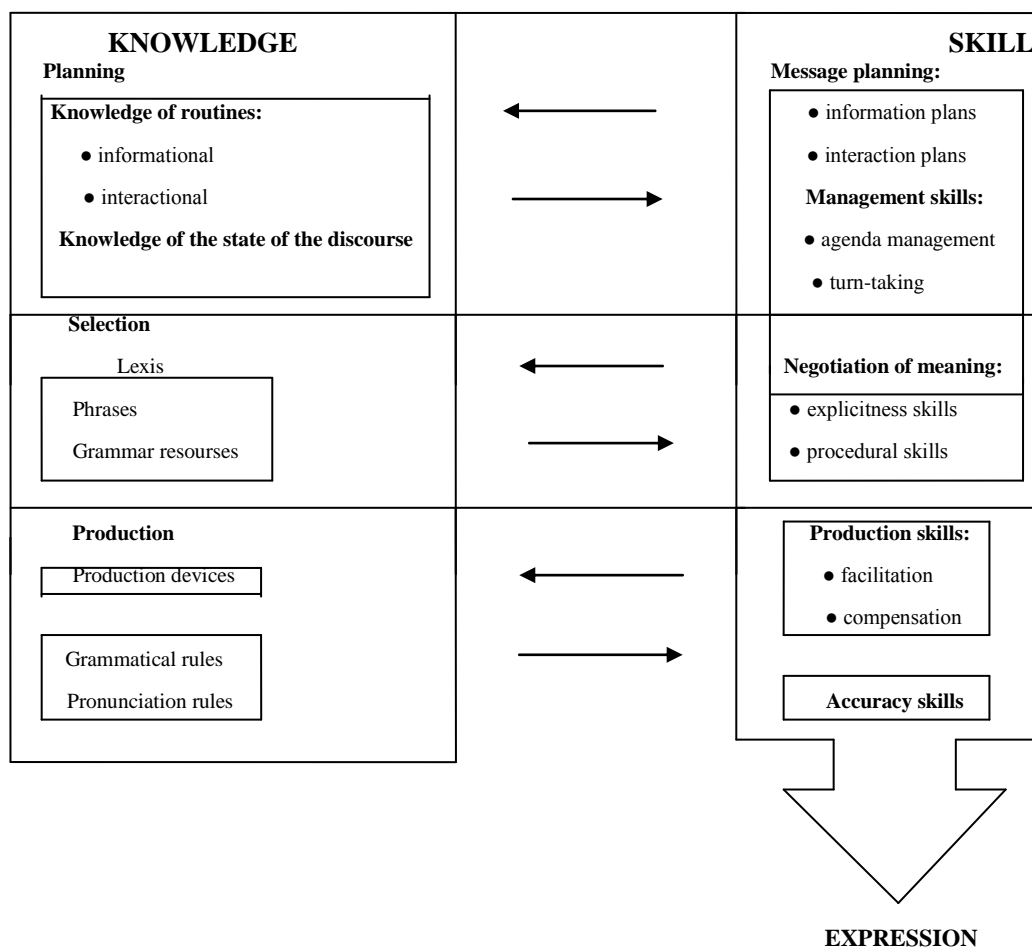 KNOWLEDGE
Planning
Knowledge of routines:
● informational
● interactional
Knowledge of the state of the discourse
SKILL
Message planning:
● information plans
● interaction plans
Management skills:
● agenda management
● turn-taking
Selection
Lexis
Phrases
Grammar resourses
Negotiation of meaning:
● explicitness skills
● procedural skills
Production
Production devices
Grammatical rules
Pronunciation rules
Production skills:
● facilitation
● compensation
Accuracy skills
EXPRESSION